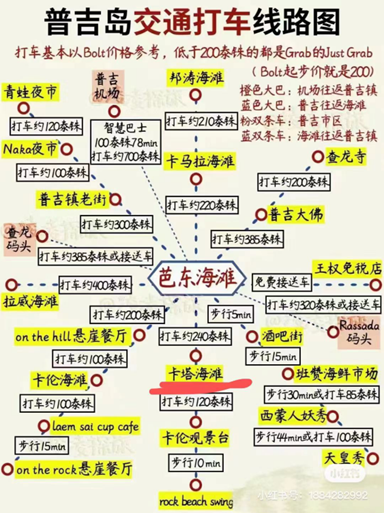 普吉岛交通打车线路图
打车基本以Bolt价格参考，低于200泰铢的都是Grab的Just Grab
（Bolt起步价就是200）
橙色大巴：机场往返普吉镇
蓝色大巴：普吉往返海滩
粉双条车：普吉市区
蓝双条车：海滩往返普吉镇
青蛙夜市
打车约120泰铢
Naka夜市
打车约100泰铢
普吉镇老街
打车约300泰铢
普吉
机场
智慧巴士
100泰铢78min
打车约700泰铢
邦涛海滩
打车约210泰铢
卡马拉海滩
打车约220泰铢
查龙寺
打车约200泰铢
普吉大佛
打车约385泰铢
查龙
码头
打车约385泰铢或接送车
芭东海滩
王权免税店
免费接送车
打车约400泰铢
拉威海滩
打车约320泰铢或接送车
Rassada
码头
打车约200泰铢
on the hill悬崖餐厅
打车约100泰铢
卡伦海滩
打车约100泰铢
laem sai cup cafe
步行15min
on the rock悬崖餐厅
打车约240泰铢
卡塔海滩
打车约120泰铢
卡伦观景台
步行10min
rock beach swing
步行5min
酒吧街
步行15min
班赞海鲜市场
步行30min或打车85泰铢
西蒙人妖秀
步行44min或打车100泰铢
天皇秀
小红书